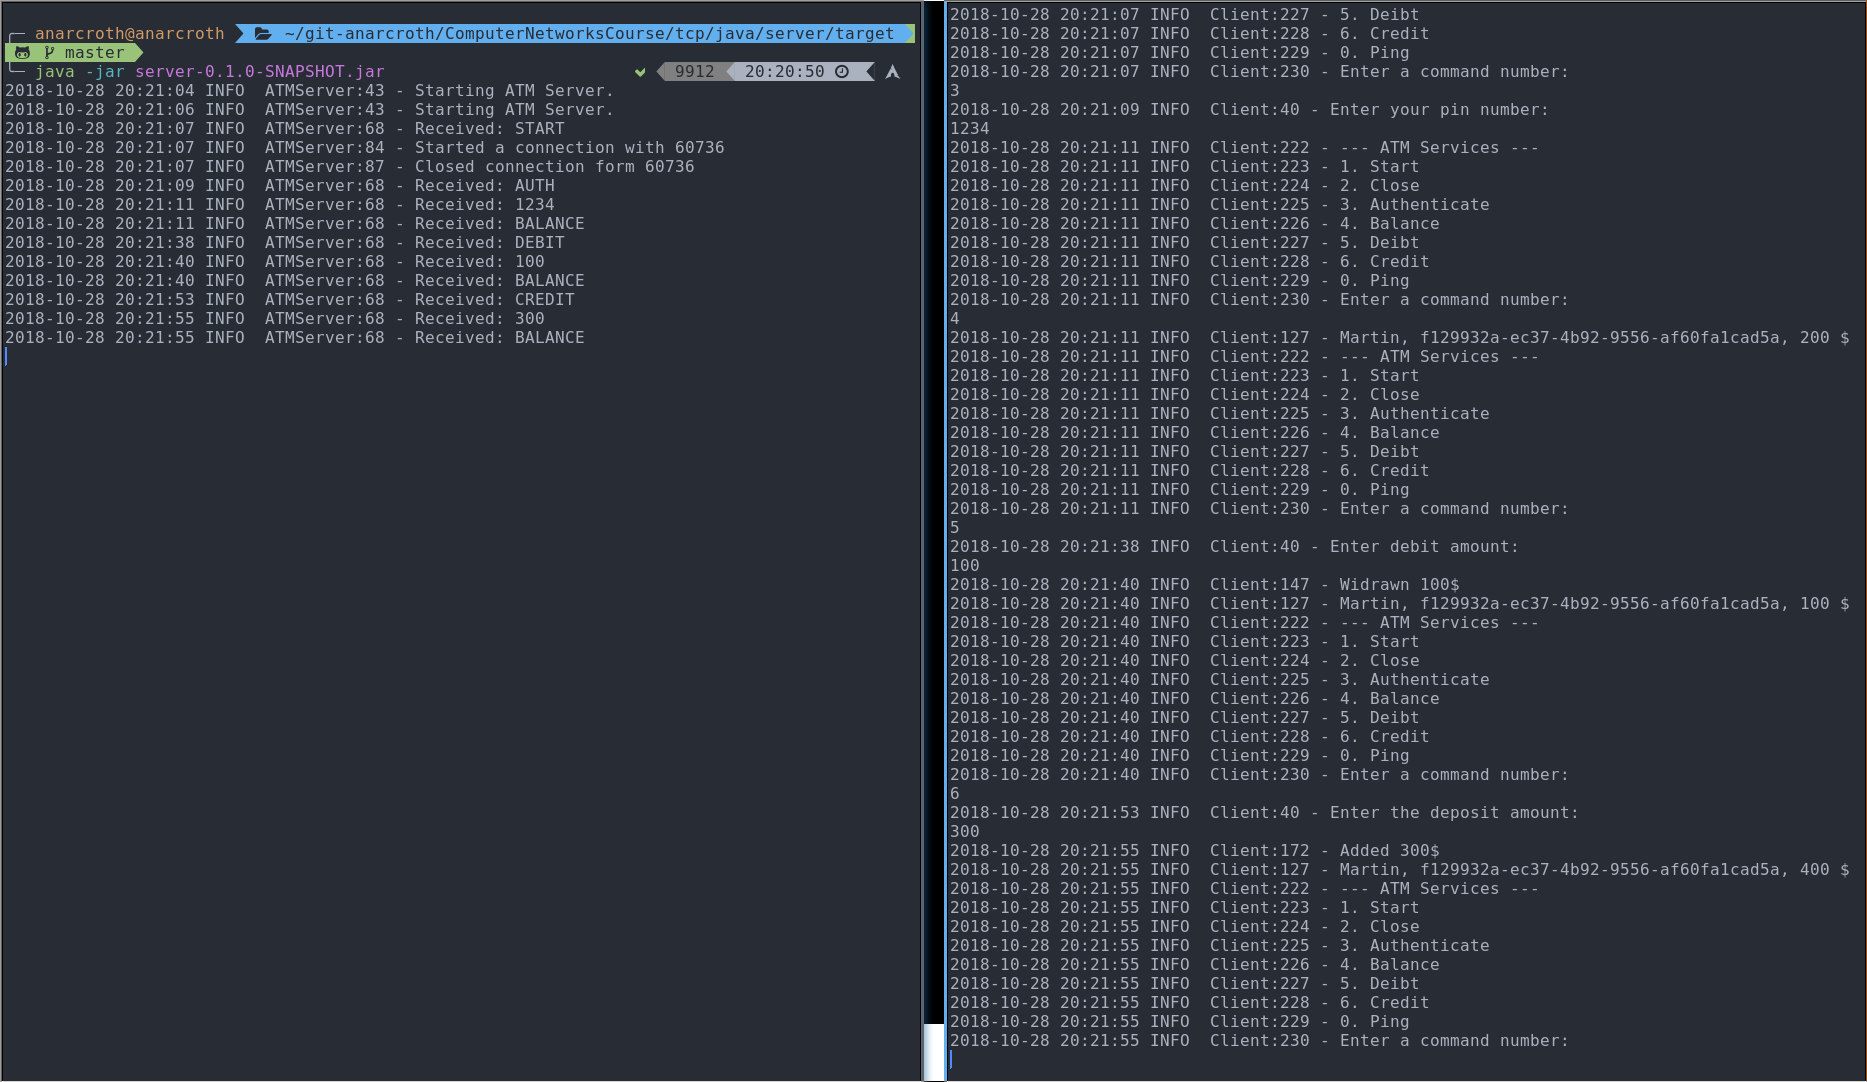 anarcroth@anarcroth ~/git-anarcroth/ComputerNetworksCourse/tcp/java/server/target
master
java -jar server-0.1.0-SNAPSHOT.jar 9912 20:20:50
2018-10-28 20:21:04 INFO  ATMServer:43 - Starting ATM Server.
2018-10-28 20:21:06 INFO  ATMServer:43 - Starting ATM Server.
2018-10-28 20:21:07 INFO  ATMServer:68 - Received: START
2018-10-28 20:21:07 INFO  ATMServer:84 - Started a connection with 60736
2018-10-28 20:21:07 INFO  ATMServer:87 - Closed connection form 60736
2018-10-28 20:21:09 INFO  ATMServer:68 - Received: AUTH
2018-10-28 20:21:11 INFO  ATMServer:68 - Received: 1234
2018-10-28 20:21:11 INFO  ATMServer:68 - Received: BALANCE
2018-10-28 20:21:38 INFO  ATMServer:68 - Received: DEBIT
2018-10-28 20:21:40 INFO  ATMServer:68 - Received: 100
2018-10-28 20:21:40 INFO  ATMServer:68 - Received: BALANCE
2018-10-28 20:21:53 INFO  ATMServer:68 - Received: CREDIT
2018-10-28 20:21:55 INFO  ATMServer:68 - Received: 300
2018-10-28 20:21:55 INFO  ATMServer:68 - Received: BALANCE
2018-10-28 20:21:07 INFO  Client:227 - 5. Deibt
2018-10-28 20:21:07 INFO  Client:228 - 6. Credit
2018-10-28 20:21:07 INFO  Client:229 - 0. Ping
2018-10-28 20:21:07 INFO  Client:230 - Enter a command number:
3
2018-10-28 20:21:09 INFO  Client:40 - Enter your pin number:
1234
2018-10-28 20:21:11 INFO  Client:222 - --- ATM Services ---
2018-10-28 20:21:11 INFO  Client:223 - 1. Start
2018-10-28 20:21:11 INFO  Client:224 - 2. Close
2018-10-28 20:21:11 INFO  Client:225 - 3. Authenticate
2018-10-28 20:21:11 INFO  Client:226 - 4. Balance
2018-10-28 20:21:11 INFO  Client:227 - 5. Deibt
2018-10-28 20:21:11 INFO  Client:228 - 6. Credit
2018-10-28 20:21:11 INFO  Client:229 - 0. Ping
2018-10-28 20:21:11 INFO  Client:230 - Enter a command number:
4
2018-10-28 20:21:11 INFO  Client:127 - Martin, f129932a-ec37-4b92-9556-af60fa1cad5a, 200 $
2018-10-28 20:21:11 INFO  Client:222 - --- ATM Services ---
2018-10-28 20:21:11 INFO  Client:223 - 1. Start
2018-10-28 20:21:11 INFO  Client:224 - 2. Close
2018-10-28 20:21:11 INFO  Client:225 - 3. Authenticate
2018-10-28 20:21:11 INFO  Client:226 - 4. Balance
2018-10-28 20:21:11 INFO  Client:227 - 5. Deibt
2018-10-28 20:21:11 INFO  Client:228 - 6. Credit
2018-10-28 20:21:11 INFO  Client:229 - 0. Ping
2018-10-28 20:21:11 INFO  Client:230 - Enter a command number:
5
2018-10-28 20:21:38 INFO  Client:40 - Enter debit amount:
100
2018-10-28 20:21:40 INFO  Client:147 - Widrawn 100$
2018-10-28 20:21:40 INFO  Client:127 - Martin, f129932a-ec37-4b92-9556-af60fa1cad5a, 100 $
2018-10-28 20:21:40 INFO  Client:222 - --- ATM Services ---
2018-10-28 20:21:40 INFO  Client:223 - 1. Start
2018-10-28 20:21:40 INFO  Client:224 - 2. Close
2018-10-28 20:21:40 INFO  Client:225 - 3. Authenticate
2018-10-28 20:21:40 INFO  Client:226 - 4. Balance
2018-10-28 20:21:40 INFO  Client:227 - 5. Deibt
2018-10-28 20:21:40 INFO  Client:228 - 6. Credit
2018-10-28 20:21:40 INFO  Client:229 - 0. Ping
2018-10-28 20:21:40 INFO  Client:230 - Enter a command number:
6
2018-10-28 20:21:53 INFO  Client:40 - Enter the deposit amount:
300
2018-10-28 20:21:55 INFO  Client:172 - Added 300$
2018-10-28 20:21:55 INFO  Client:127 - Martin, f129932a-ec37-4b92-9556-af60fa1cad5a, 400 $
2018-10-28 20:21:55 INFO  Client:222 - --- ATM Services ---
2018-10-28 20:21:55 INFO  Client:223 - 1. Start
2018-10-28 20:21:55 INFO  Client:224 - 2. Close
2018-10-28 20:21:55 INFO  Client:225 - 3. Authenticate
2018-10-28 20:21:55 INFO  Client:226 - 4. Balance
2018-10-28 20:21:55 INFO  Client:227 - 5. Deibt
2018-10-28 20:21:55 INFO  Client:228 - 6. Credit
2018-10-28 20:21:55 INFO  Client:229 - 0. Ping
2018-10-28 20:21:55 INFO  Client:230 - Enter a command number: